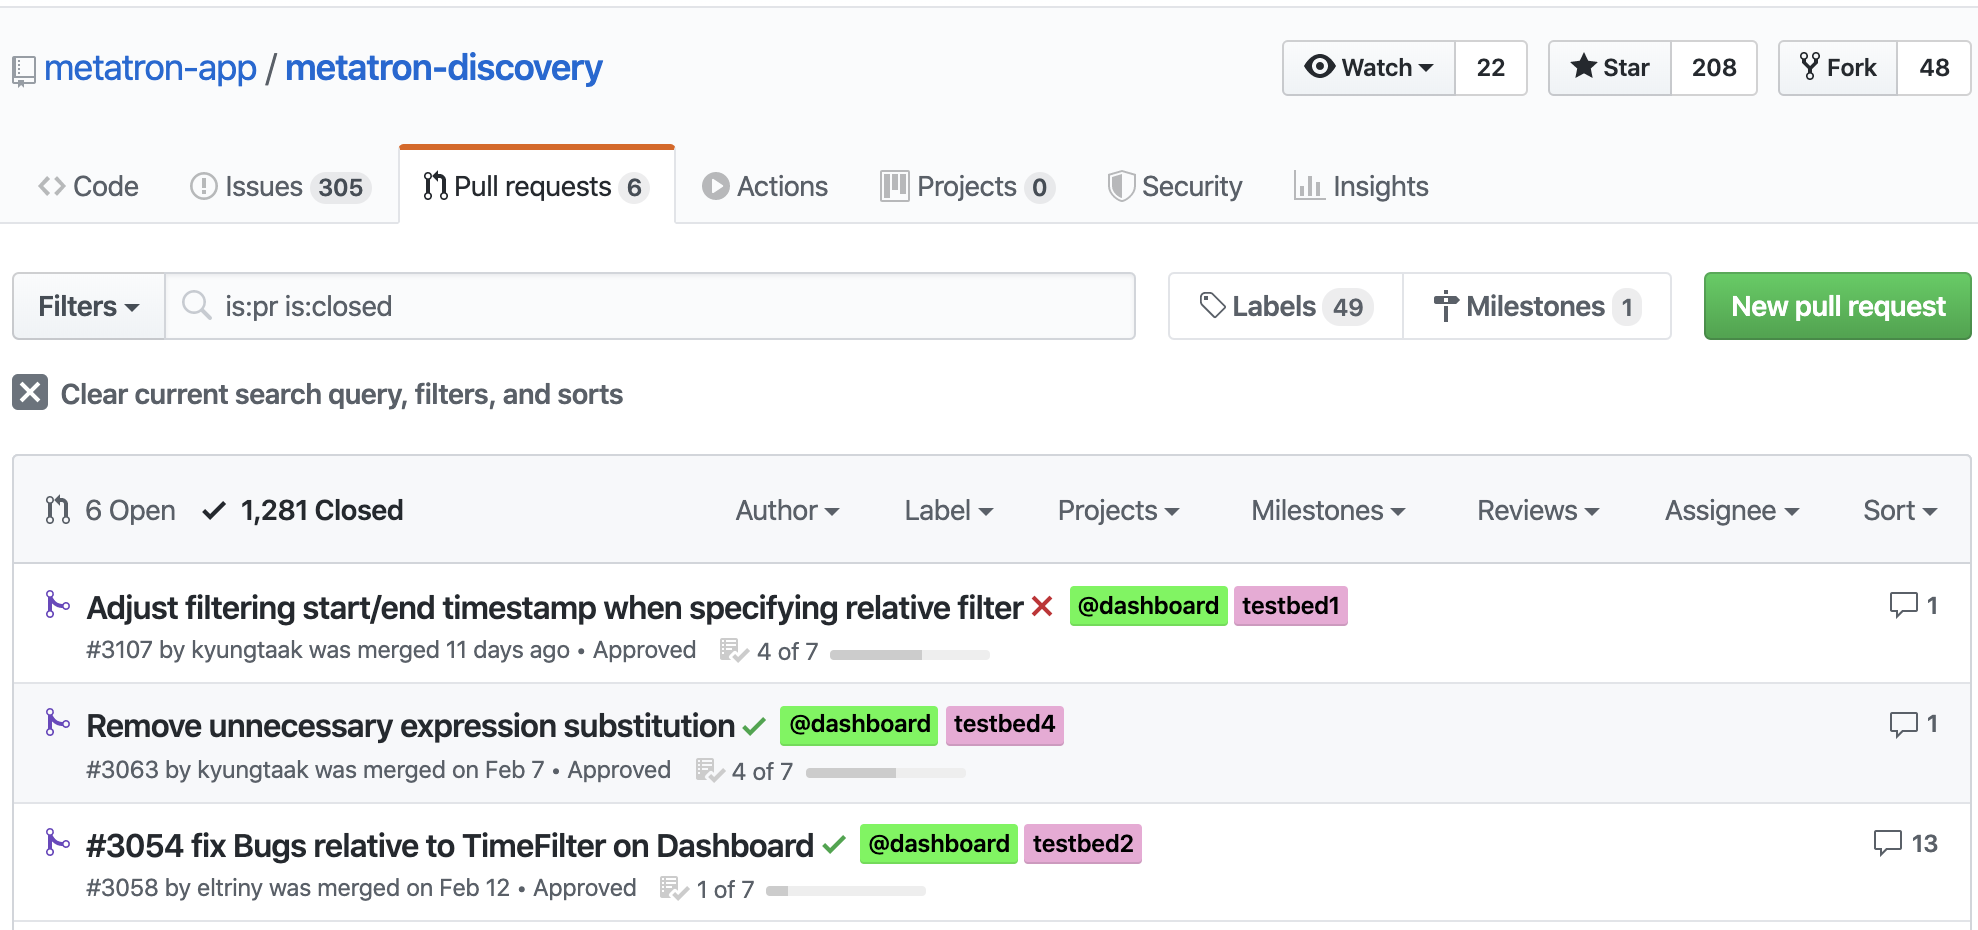 metatron-app / metatron-discovery
Watch 22 Star 208 Fork 48
Code Issues 305 Pull requests 6 Actions Projects 0 Security Insights
Filters is:pr is:closed Labels 49 Milestones 1 New pull request
Clear current search query, filters, and sorts
6 Open 1,281 Closed Author Label Projects Milestones Reviews Assignee Sort
Adjust filtering start/end timestamp when specifying relative filter @dashboard testbed1 1
#3107 by kyungtaak was merged 11 days ago • Approved 4 of 7
Remove unnecessary expression substitution @dashboard testbed4 1
#3063 by kyungtaak was merged on Feb 7 • Approved 4 of 7
#3054 fix Bugs relative to TimeFilter on Dashboard @dashboard testbed2 13
#3058 by eltriny was merged on Feb 12 • Approved 1 of 7